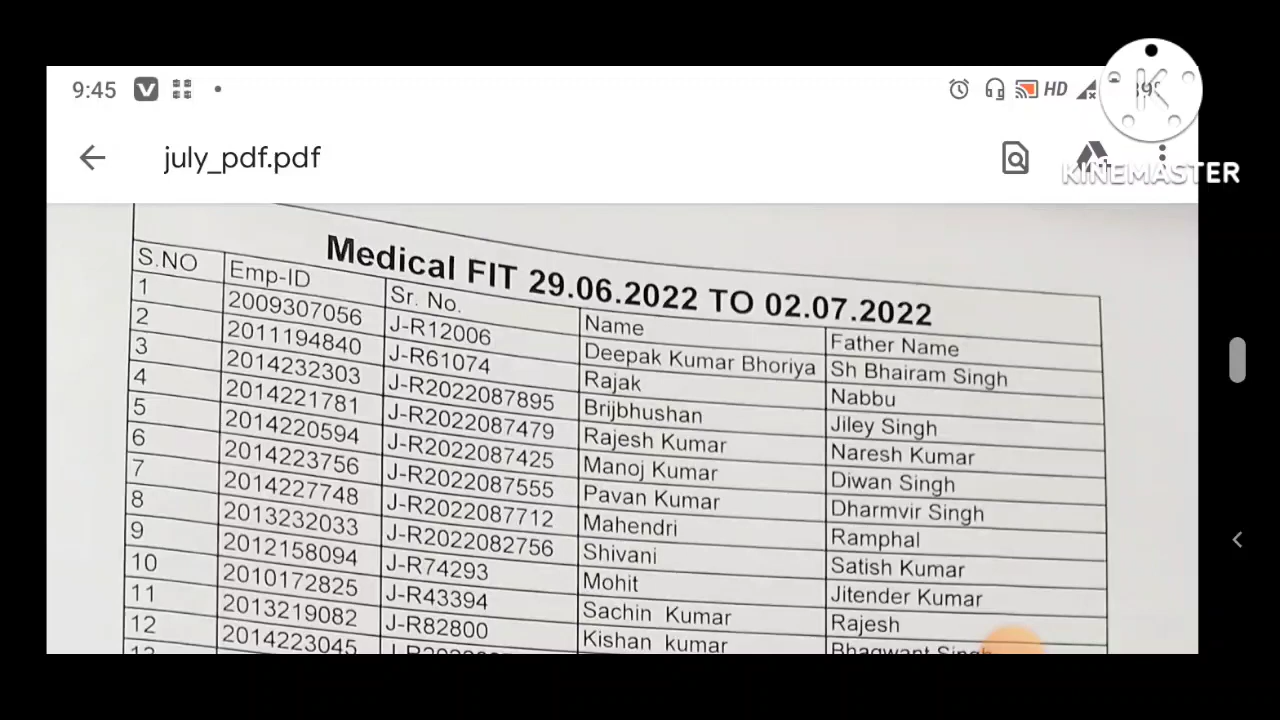 9:45 HD
july_pdf.pdf
KINEMASTER
Medical FIT 29.06.2022 TO 02.07.2022
S.NO Emp-ID Sr. No. Name Father Name
1 2009307056 J-R12006 Deepak Kumar Bhoriya Sh Bhairam Singh
2 2011194840 J-R61074 Rajak Nabbu
3 2014232303 J-R2022087895 Brijbhushan Jiley Singh
4 2014221781 J-R2022087479 Rajesh Kumar Naresh Kumar
5 2014220594 J-R2022087425 Manoj Kumar Diwan Singh
6 2014223756 J-R2022087555 Pavan Kumar Dharmvir Singh
7 2014227748 J-R2022087712 Mahendri Ramphal
8 2013232033 J-R2022082756 Shivani Satish Kumar
9 2012158094 J-R74293 Mohit Jitender Kumar
10 2010172825 J-R43394 Sachin Kumar Rajesh
11 2013219082 J-R82800 Kishan kumar Bhagwant Singh
12 2014223045